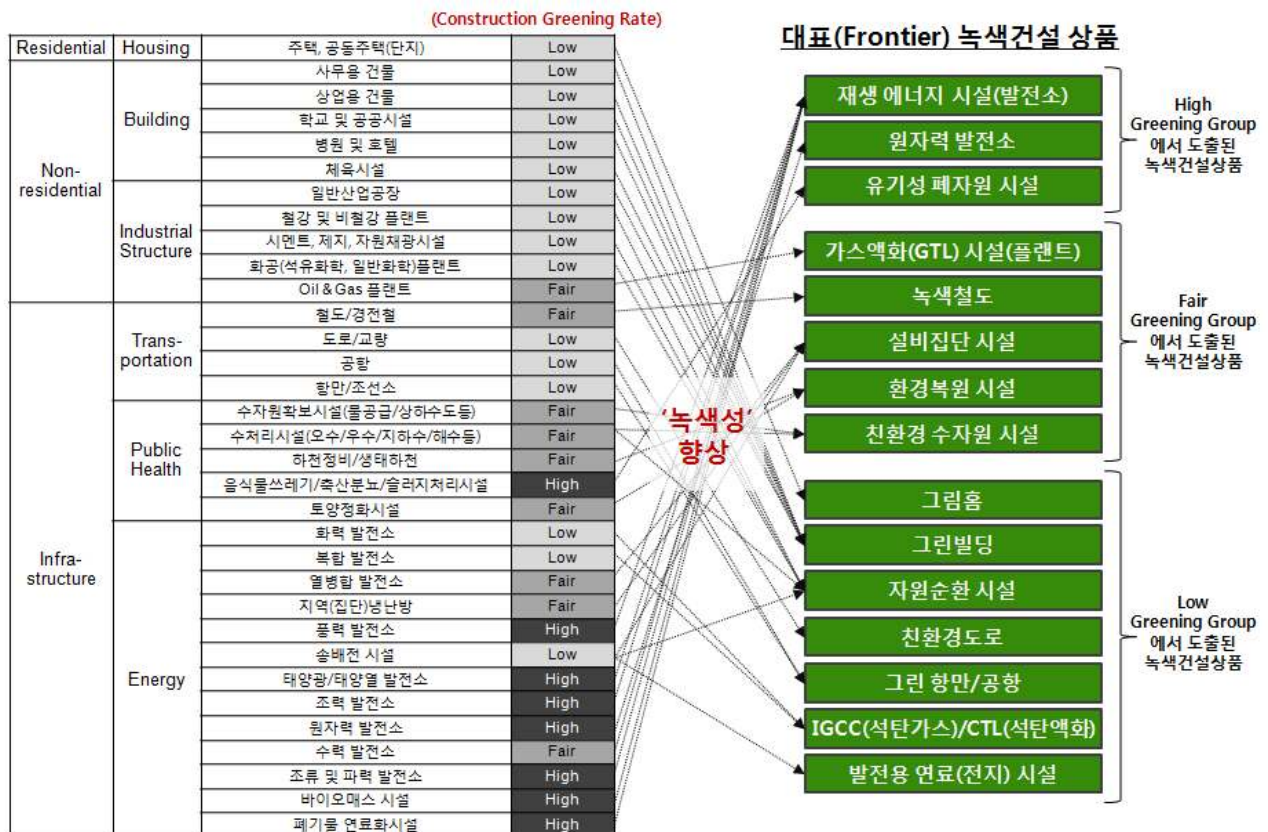 (Construction Greening Rate)
Residential Housing 주택, 공동주택(단지) Low
Non-
residential
Building
사무용 건물 Low
상업용 건물 Low
학교 및 공공시설 Low
병원 및 호텔 Low
체육시설 Low
Industrial
Structure
일반산업공장 Low
철강 및 비철강 플랜트 Low
시멘트, 제지, 자원채광시설 Low
화공(석유화학, 일반화학)플랜트 Low
Oil & Gas 플랜트 Fair
Infra-
structure
Trans-
portation
철도/경전철 Fair
도로/교량 Low
공항 Low
항만/조선소 Low
Public
Health
수자원확보시설(물공급/상하수도등) Fair
수처리시설(오수/우수/지하수/해수등) Fair
하천정비/생태하천 Fair
음식물쓰레기/축산분뇨/슬러지처리시설 High
토양정화시설 Fair
Energy
화력 발전소 Low
복합 발전소 Low
열병합 발전소 Fair
지역(집단)냉난방 Fair
풍력 발전소 High
송배전 시설 Low
태양광/태양열 발전소 High
조력 발전소 High
원자력 발전소 High
수력 발전소 Fair
조류 및 파력 발전소 High
바이오매스 시설 High
폐기물 연료화시설 High
'녹색성'
향상
대표(Frontier) 녹색건설 상품
재생 에너지 시설(발전소)
원자력 발전소
유기성 폐자원 시설
High
Greening Group
에서 도출된
녹색건설상품
가스액화(GTL) 시설(플랜트)
녹색철도
설비집단 시설
환경복원 시설
친환경 수자원 시설
Fair
Greening Group
에서 도출된
녹색건설상품
그림홈
그린빌딩
자원순환 시설
친환경도로
그린 항만/공항
IGCC(석탄가스)/CTL(석탄액화)
발전용 연료(전지) 시설
Low
Greening Group
에서 도출된
녹색건설상품